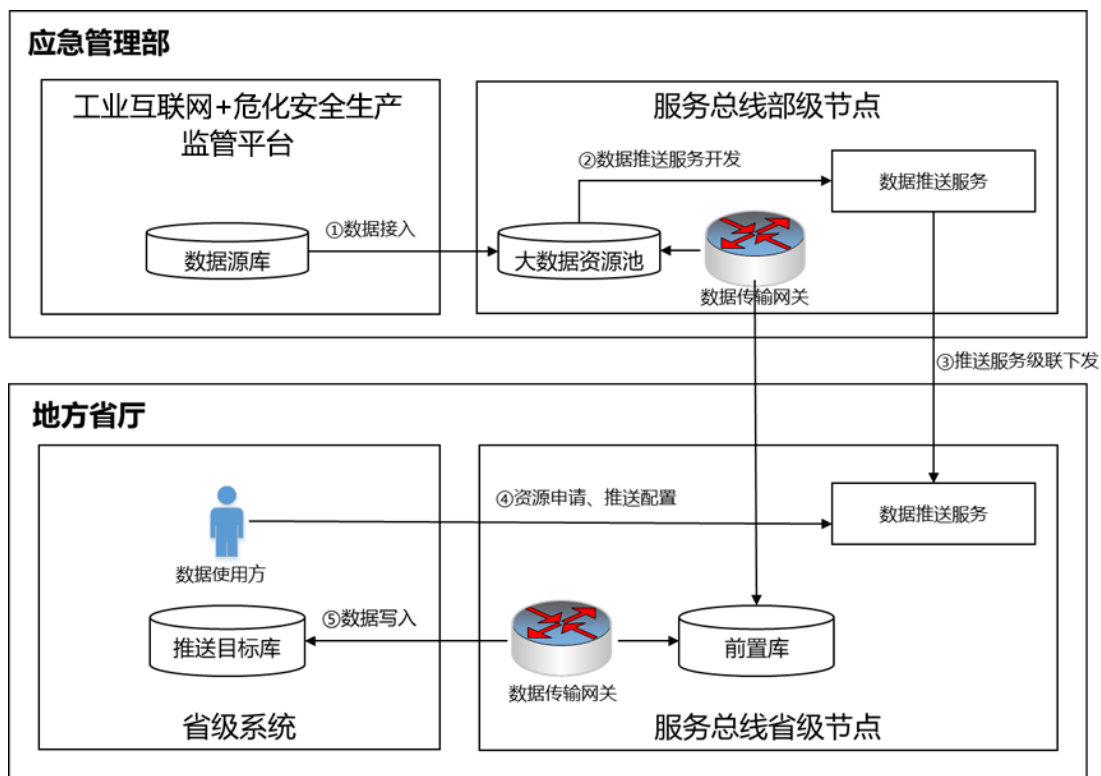 应急管理部
工业互联网+危化安全生产
监管平台
服务总线部级节点
②数据推送服务开发
数据推送服务
①数据接入
数据源库
大数据资源池
数据传输网关
③推送服务级联下发
地方省厅
④资源申请、推送配置
数据推送服务
数据使用方
⑤数据写入
推送目标库
前置库
数据传输网关
省级系统
服务总线省级节点